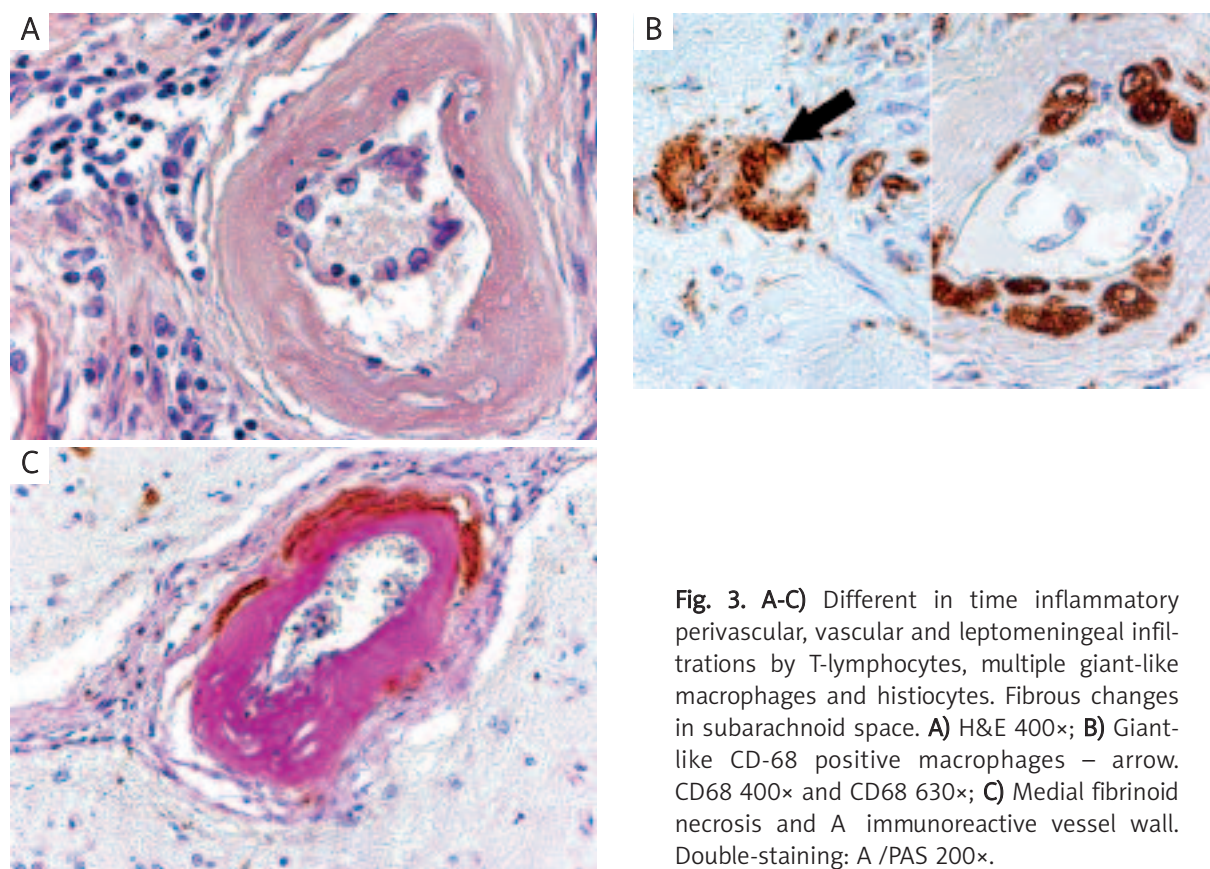 A
B
C
Fig. 3. A-C) Different in time inflammatory
perivascular, vascular and leptomeningeal infil-
trations by T-lymphocytes, multiple giant-like
macrophages and histiocytes. Fibrous changes
in subarachnoid space. A) H&E 400×; B) Giant-
like CD-68 positive macrophages – arrow.
CD68 400× and CD68 630×; C) Medial fibrinoid
necrosis and A immunoreactive vessel wall.
Double-staining: A /PAS 200×.